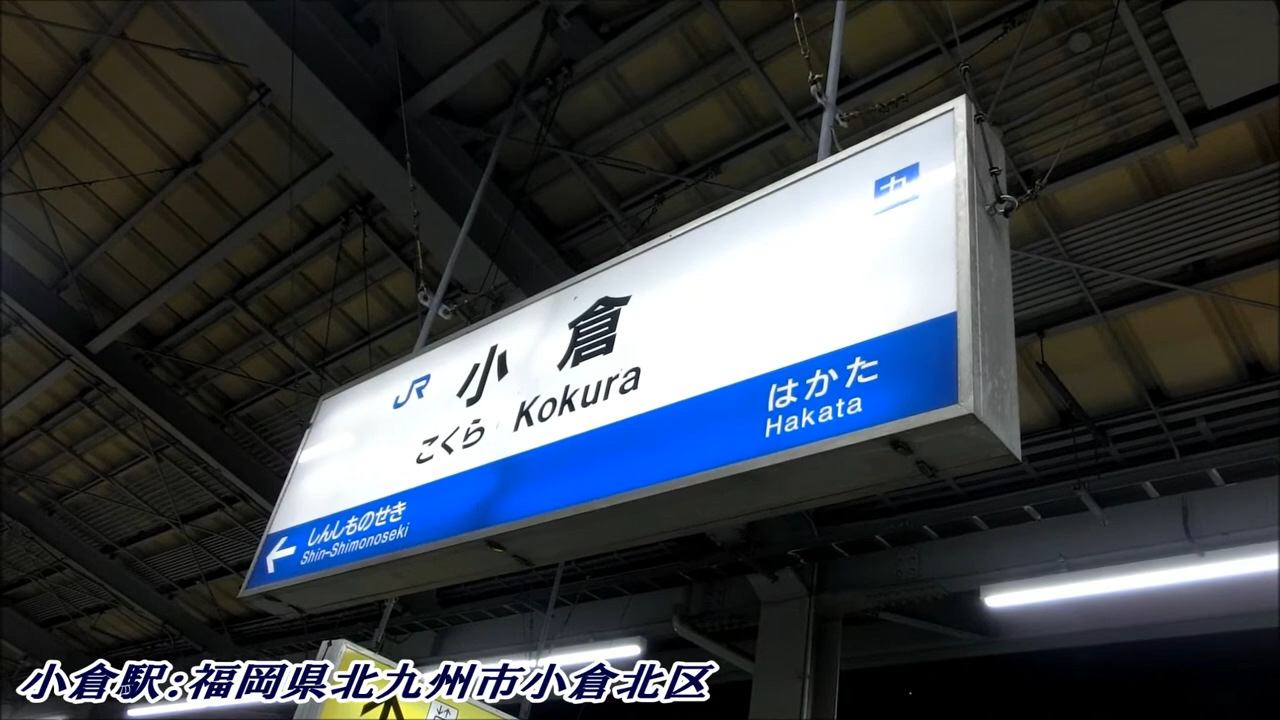 九
JR 小倉
こくら Kokura
はかた
Hakata
しんしものせき
Shin-Shimonoseki
小倉駅:福岡県北九州市小倉北区